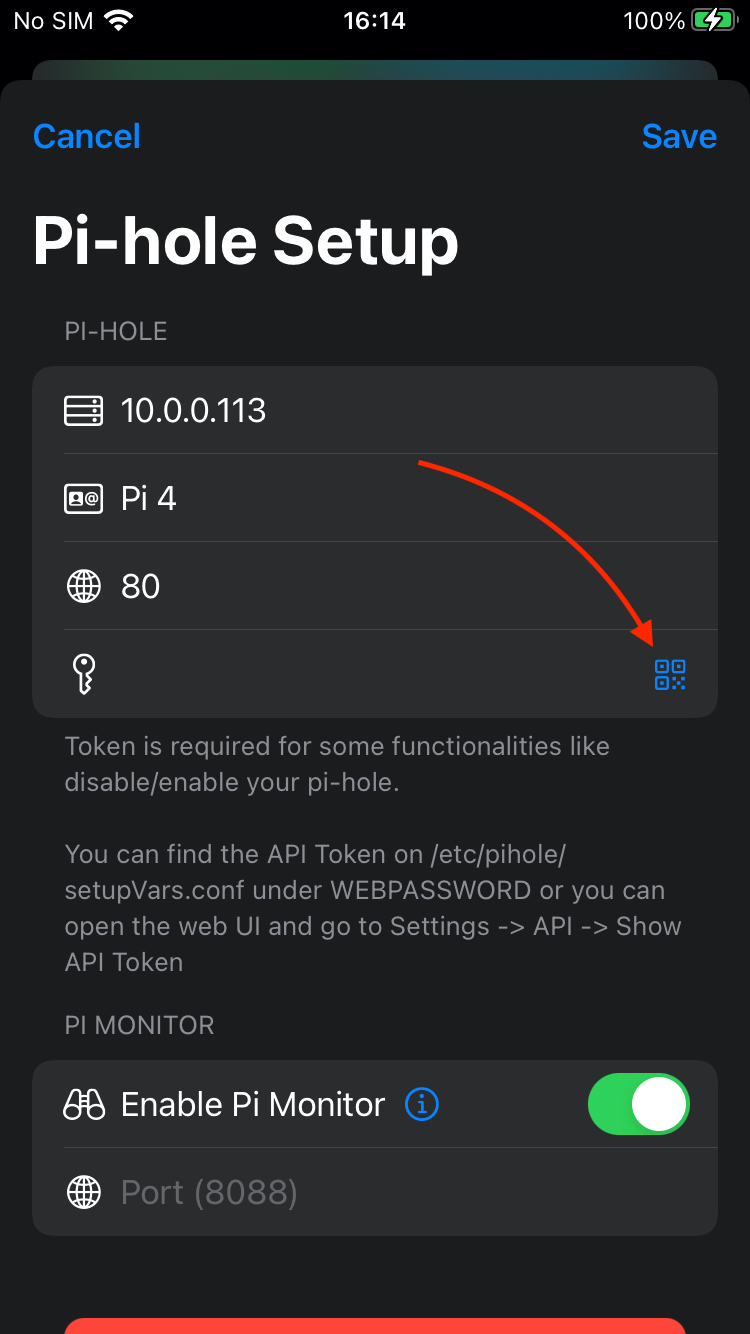 No SIM 16:14 100%
Cancel Save
Pi-hole Setup
PI-HOLE
10.0.0.113
Pi 4
80
Token is required for some functionalities like
disable/enable your pi-hole.
You can find the API Token on /etc/pihole/
setupVars.conf under WEBPASSWORD or you can
open the web UI and go to Settings -> API -> Show
API Token
PI MONITOR
Enable Pi Monitor
Port (8088)